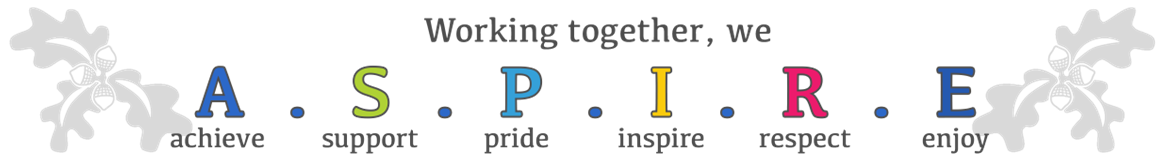 Working together, we
A . S . P . I . R . E
achieve support pride inspire respect enjoy